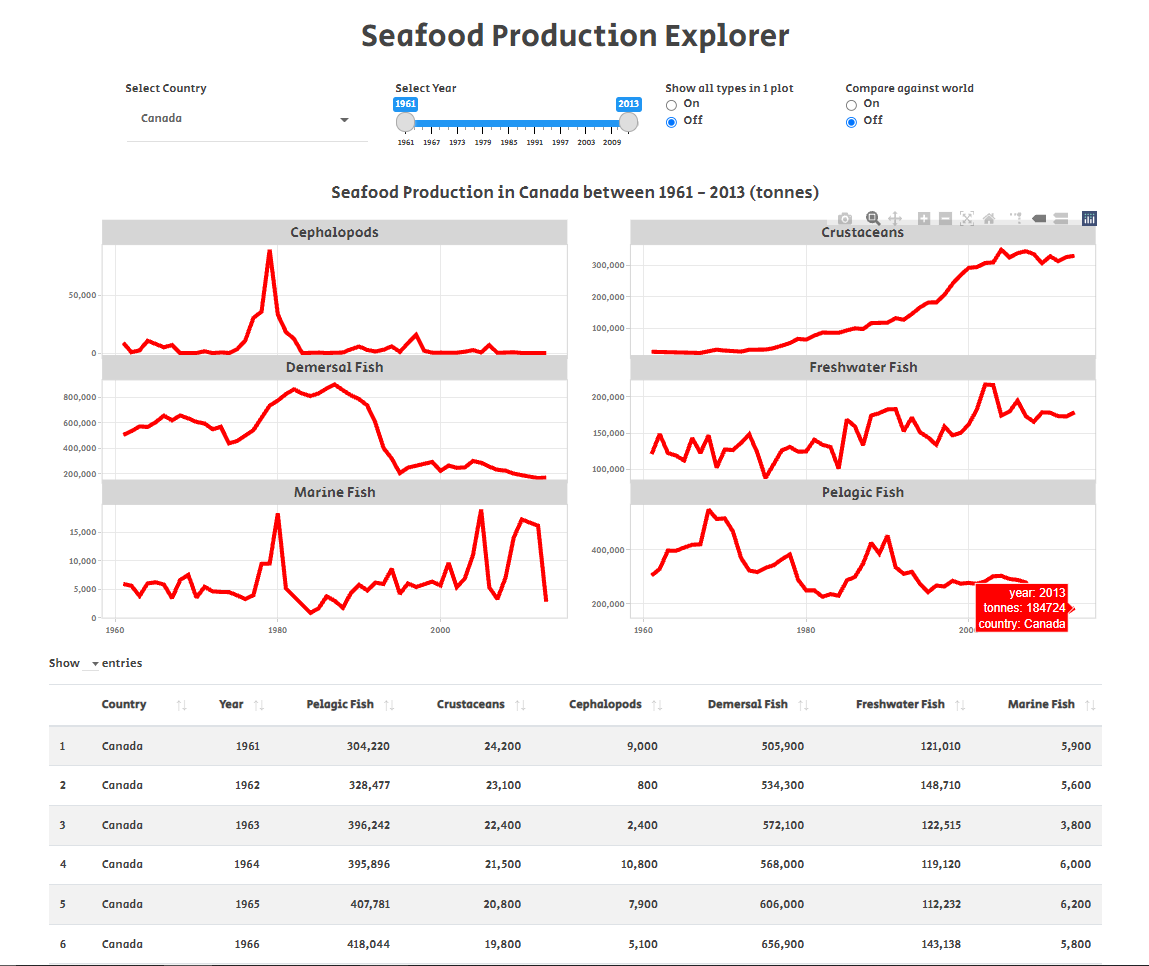 Seafood Production Explorer
Select Country
Canada
Select Year
1961 2013
1961 1967 1973 1979 1985 1991 1997 2003 2009
Show all types in 1 plot
On
Off
Compare against world
On
Off
Seafood Production in Canada between 1961 - 2013 (tonnes)
Cephalopods
50,000
0
Crustaceans
300,000
200,000
100,000
Demersal Fish
800,000
600,000
400,000
200,000
Freshwater Fish
200,000
150,000
100,000
Marine Fish
15,000
10,000
5,000
0
1960 1980 2000
Pelagic Fish
400,000
200,000
year: 2013
tonnes: 184724
country: Canada
1960 1980
Show entries
Country Year Pelagic Fish Crustaceans Cephalopods Demersal Fish Freshwater Fish Marine Fish
1 Canada 1961 304,220 24,200 9,000 505,900 121,010 5,900
2 Canada 1962 328,477 23,100 800 534,300 148,710 5,600
3 Canada 1963 396,242 22,400 2,400 572,100 122,515 3,800
4 Canada 1964 395,896 21,500 10,800 568,000 119,120 6,000
5 Canada 1965 407,781 20,800 7,900 606,000 112,232 6,200
6 Canada 1966 418,044 19,800 5,100 656,900 143,138 5,800